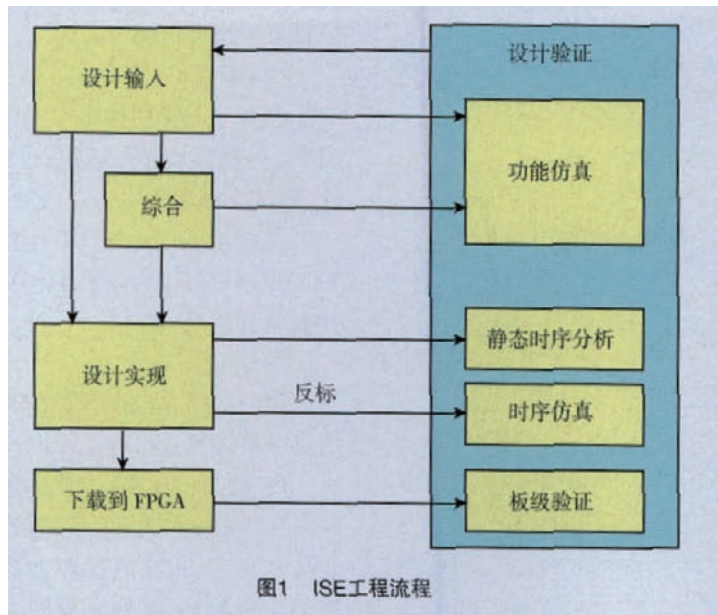 设计输入
设计验证
功能仿真
综合
静态时序分析
设计实现
反标
时序仿真
下载到 FPGA
板级验证
图1 ISE工程流程